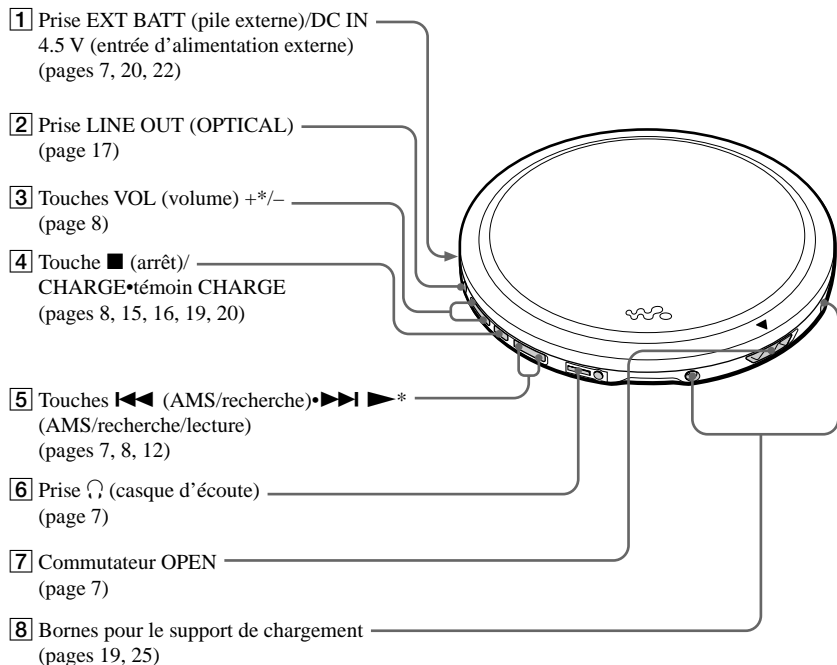 1 Prise EXT BATT (pile externe)/DC IN
4.5 V (entrée d'alimentation externe)
(pages 7, 20, 22)
2 Prise LINE OUT (OPTICAL)
(page 17)
3 Touches VOL (volume) +*/–
(page 8)
4 Touche ■ (arrêt)/
CHARGE•témoin CHARGE
(pages 8, 15, 16, 19, 20)
5 Touches ⏮ (AMS/recherche)•⏭ ▶*
(AMS/recherche/lecture)
(pages 7, 8, 12)
6 Prise 🎧 (casque d'écoute)
(page 7)
7 Commutateur OPEN
(page 7)
8 Bornes pour le support de chargement
(pages 19, 25)